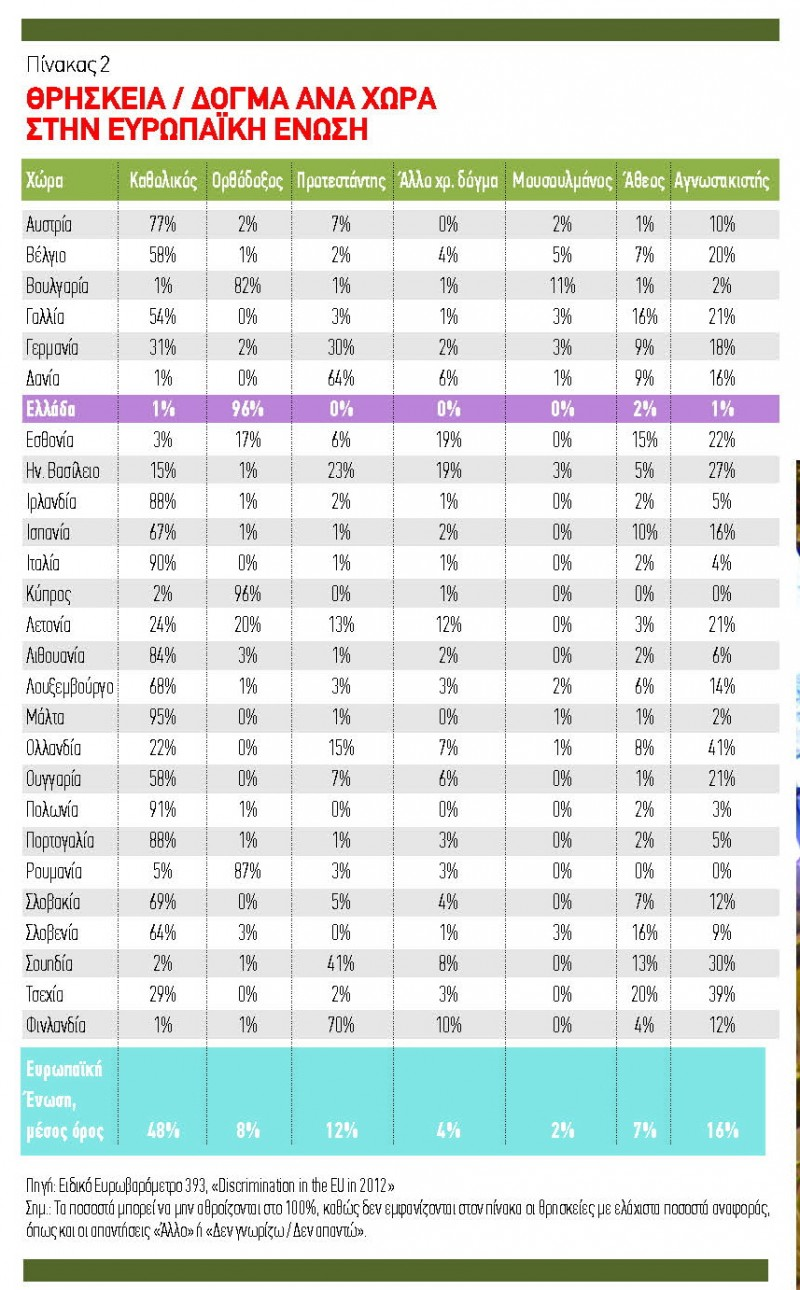 Πίνακας 2
ΘΡΗΣΚΕΙΑ / ΔΟΓΜΑ ΑΝΑ ΧΩΡΑ
ΣΤΗΝ ΕΥΡΩΠΑΪΚΗ ΕΝΩΣΗ
Χώρα Καθολικός Ορθόδοξος Προτεστάντης Άλλο χρ. δόγμα Μουσουλμάνος Άθεος Αγνωστικιστής
Αυστρία 77% 2% 7% 0% 2% 1% 10%
Βέλγιο 58% 1% 2% 4% 5% 7% 20%
Βουλγαρία 1% 82% 1% 1% 11% 1% 2%
Γαλλία 54% 0% 3% 1% 3% 16% 21%
Γερμανία 31% 2% 30% 2% 3% 9% 18%
Δανία 1% 0% 64% 6% 1% 9% 16%
Ελλάδα 1% 96% 0% 0% 0% 2% 1%
Εσθονία 3% 17% 6% 19% 0% 15% 22%
Ην. Βασίλειο 15% 1% 23% 19% 3% 5% 27%
Ιρλανδία 88% 1% 2% 1% 0% 2% 5%
Ισπανία 67% 1% 1% 2% 0% 10% 16%
Ιταλία 90% 0% 1% 1% 0% 2% 4%
Κύπρος 2% 96% 0% 1% 0% 0% 0%
Λετονία 24% 20% 13% 12% 0% 3% 21%
Λιθουανία 84% 3% 1% 2% 0% 2% 6%
Λουξεμβούργο 68% 1% 3% 3% 2% 6% 14%
Μάλτα 95% 0% 1% 0% 1% 1% 2%
Ολλανδία 22% 0% 15% 7% 1% 8% 41%
Ουγγαρία 58% 0% 7% 6% 0% 1% 21%
Πολωνία 91% 1% 0% 0% 0% 2% 3%
Πορτογαλία 88% 1% 1% 3% 0% 2% 5%
Ρουμανία 5% 87% 3% 3% 0% 0% 0%
Σλοβακία 69% 0% 5% 4% 0% 7% 12%
Σλοβενία 64% 3% 0% 1% 3% 16% 9%
Σουηδία 2% 1% 41% 8% 0% 13% 30%
Τσεχία 29% 0% 2% 3% 0% 20% 39%
Φινλανδία 1% 1% 70% 10% 0% 4% 12%
Ευρωπαϊκή
Ένωση,
μέσος όρος 48% 8% 12% 4% 2% 7% 16%
Πηγή: Ειδικό Ευρωβαρόμετρο 393, «Discrimination in the EU in 2012»
Σημ.: Τα ποσοστά μπορεί να μην αθροίζονται στο 100%, καθώς δεν εμφανίζονται στον πίνακα οι θρησκείες με ελάχιστα ποσοστά αναφοράς,
όπως και οι απαντήσεις «Άλλο» ή «Δεν γνωρίζω / Δεν απαντώ».